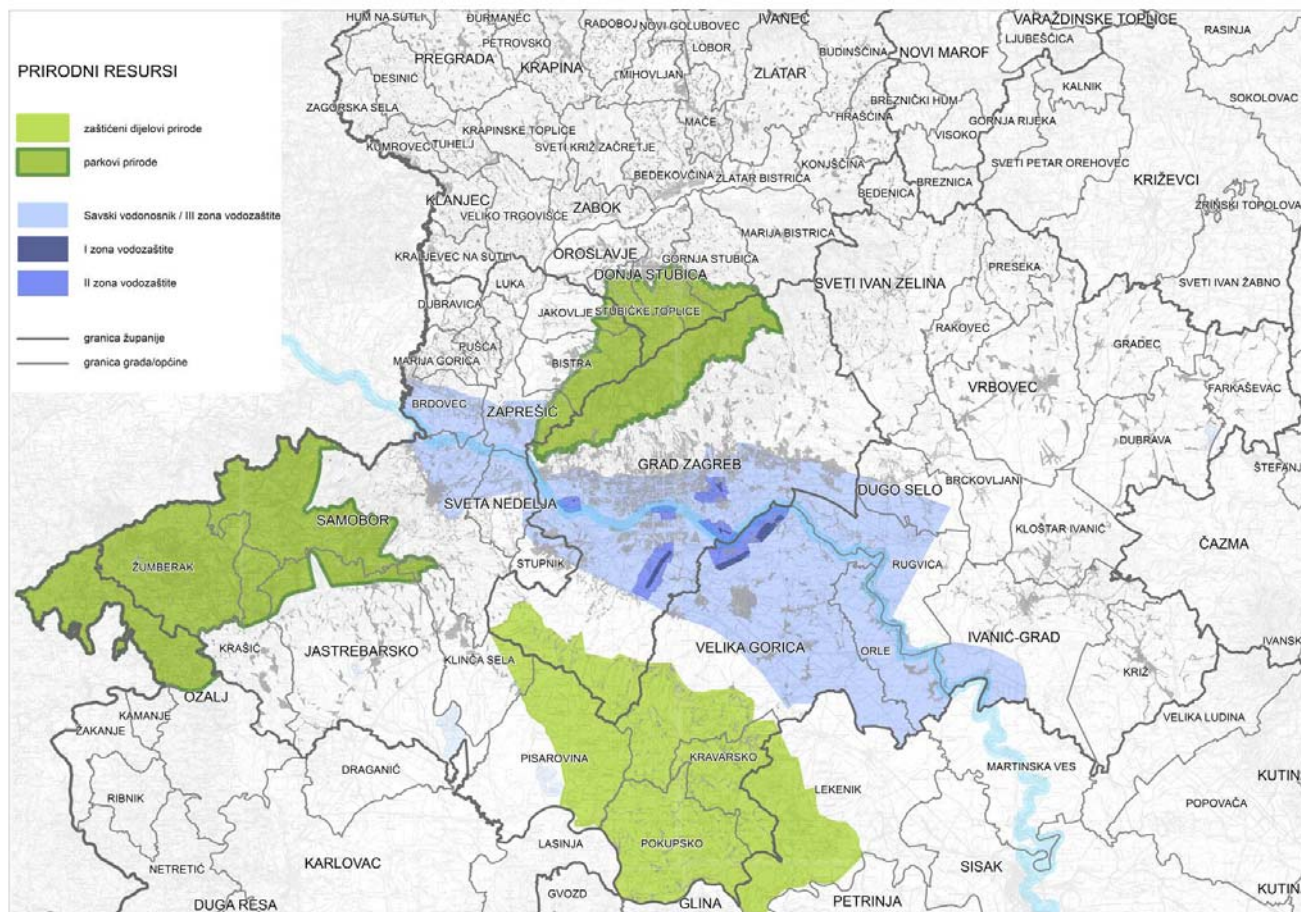 HUM NA SUTLI
ĐURMANEC
RADOBOJ
NOVI GOLUBOVEC
IVANEC
VARAŽDINSKE TOPLICE
LJUBEŠČICA
RASINJA
PRIRODNI RESURSI
PETROVSKO
PREGRADA
KRAPINA
LOBOR
BUDINŠČINA
NOVI MAROF
DESINIĆ
MIHOVLJAN
ZLATAR
KALNIK
SOKOLOVAC
ZAGORSKA SELA
BREZNIČKI HUM
GORNJA RIJEKA
HRAŠĆINA
MAČE
VISOKO
zaštićeni dijelovi prirode
KRAPINSKE TOPLICE
KUMROVEC
TUHELJ
SVETI KRIŽ ZAČRETJE
KONJŠČINA
SVETI PETAR OREHOVEC
parkovi prirode
BEDEKOVČINA
ZLATAR BISTRICA
BREZNICA
BEDENICA
KRIŽEVCI
KLANJEC
ZABOK
ZRINSKI TOPOLOVA
Savski vodonosnik / III zona vodozaštite
VELIKO TRGOVIŠĆE
MARIJA BISTRICA
I zona vodozaštite
KRALJEVEC NA SUTLI
OROSLAVJE
GORNJA STUBICA
DONJA STUBICA
PRESEKA
II zona vodozaštite
LUKA
SVETI IVAN ZELINA
SVETI IVAN ŽABNO
DUBRAVICA
JAKOVLJE
STUBIČKE TOPLICE
RAKOVEC
granica županije
PUŠĆA
GRADEC
granica grada/općine
MARIJA GORICA
BISTRA
VRBOVEC
FARKAŠEVAC
BRDOVEC
ZAPREŠIĆ
DUBRAVA
GRAD ZAGREB
ŠTEFANJ
SVETA NEDELJA
DUGO SELO
BRCKOVLJANI
SAMOBOR
KLOŠTAR IVANIĆ
ČAZMA
ŽUMBERAK
STUPNIK
RUGVICA
KRAŠIĆ
JASTREBARSKO
KLINČA SELA
VELIKA GORICA
ORLE
IVANIĆ-GRAD
IVANSK
KRIŽ
OZALJ
KAMANJE
ŽAKANJE
VELIKA LUDINA
PISAROVINA
KRAVARSKO
DRAGANIĆ
MARTINSKA VES
KUTIN
RIBNIK
LEKENIK
POPOVAČA
LASINJA
POKUPSKO
KARLOVAC
SISAK
NETRETIĆ
GVOZD
KUTIN
DUGA RESA
GLINA
PETRINJA